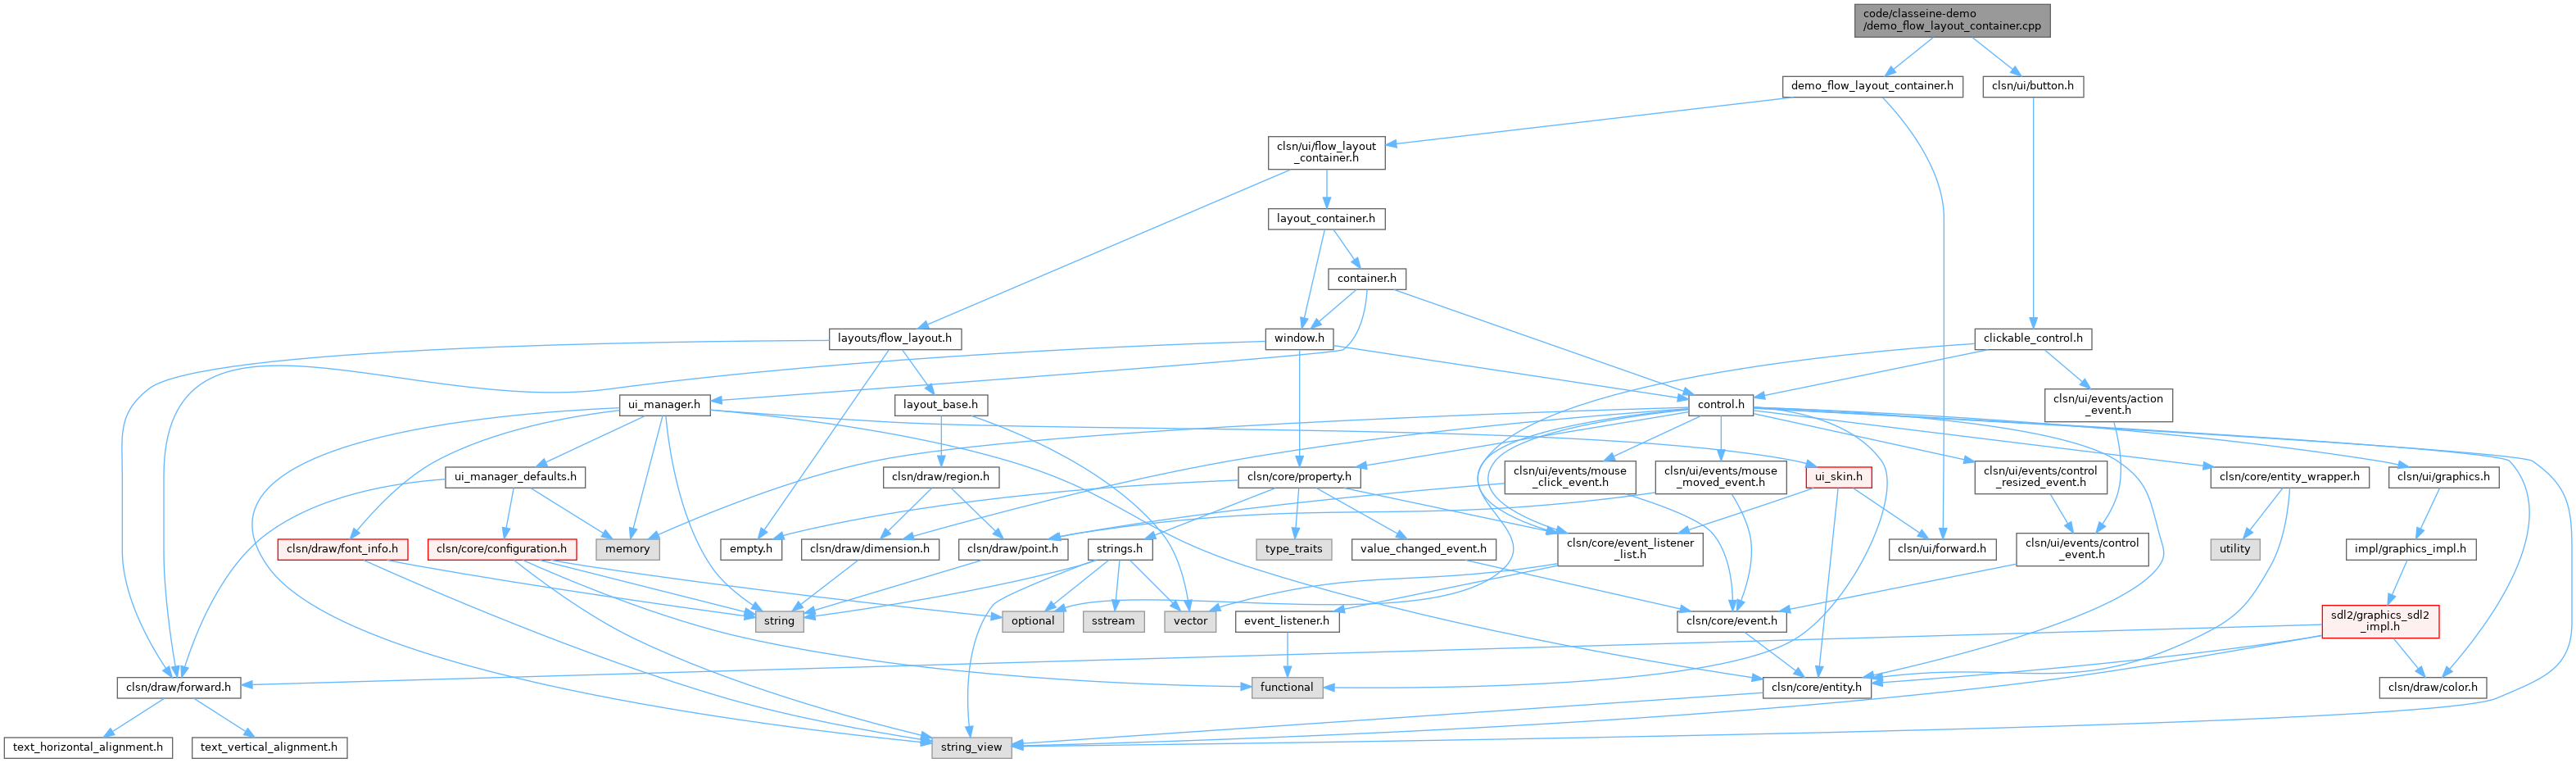 code/classeine-demo
/demo_flow_layout_container.cpp
demo_flow_layout_container.h
clsn/ui/button.h
clsn/ui/flow_layout
_container.h
layout_container.h
container.h
layouts/flow_layout.h
window.h
clickable_control.h
ui_manager.h
layout_base.h
control.h
clsn/ui/events/action
_event.h
ui_manager_defaults.h
clsn/draw/region.h
clsn/core/property.h
clsn/ui/events/mouse
_click_event.h
clsn/ui/events/mouse
_moved_event.h
ui_skin.h
clsn/ui/events/control
_resized_event.h
clsn/core/entity_wrapper.h
clsn/ui/graphics.h
clsn/draw/font_info.h
clsn/core/configuration.h
memory
empty.h
clsn/draw/dimension.h
clsn/draw/point.h
strings.h
type_traits
value_changed_event.h
clsn/core/event_listener
_list.h
clsn/ui/forward.h
clsn/ui/events/control
_event.h
utility
impl/graphics_impl.h
string
optional
sstream
vector
event_listener.h
clsn/core/event.h
sdl2/graphics_sdl2
_impl.h
clsn/draw/forward.h
functional
clsn/core/entity.h
clsn/draw/color.h
text_horizontal_alignment.h
text_vertical_alignment.h
string_view